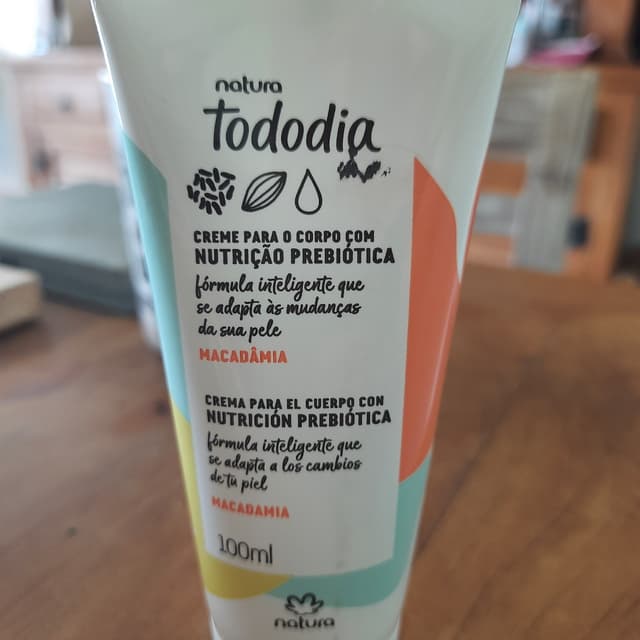 natura
Tododia
CREME PARA O CORPO COM
NUTRIÇÃO PREBIÓTICA
fórmula inteligente que
se adapta às mudanças
da sua pele
MACADÂMIA
CREMA PARA EL CUERPO CON
NUTRICIÓN PREBIÓTICA
fórmula inteligente que
se adapta a los cambios
de tu piel
MACADAMIA
100ml
natura